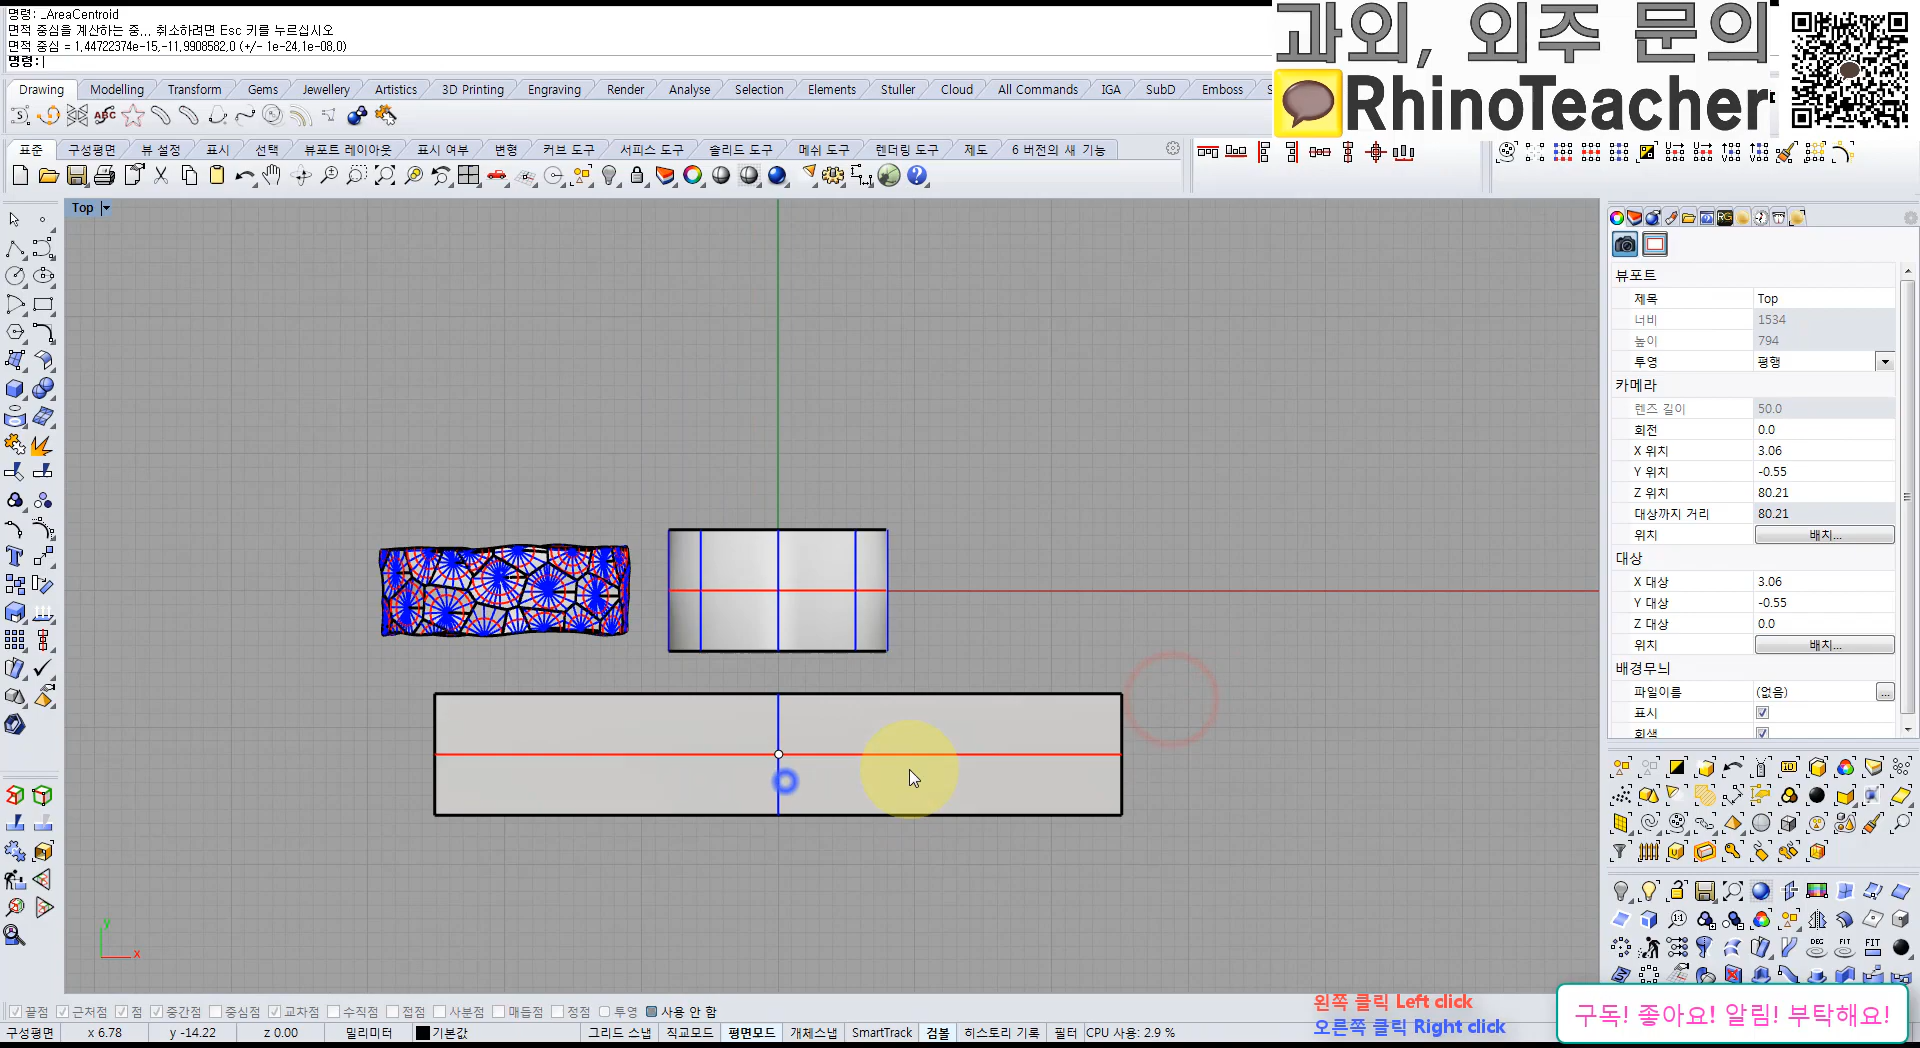 명령: _AreaCentroid
면적 중심을 계산하는 중... 취소하려면 Esc 키를 누르십시오
면적 중심 = 1,44722374e-15,-11,9908582,0 (+/- 1e-24,1e-08,0)
명령:
과외, 외주 문의
RhinoTeacher
Drawing Modelling Transform Gems Jewellery Artistics 3D Printing Engraving Render Analyse Selection Elements Stuller Cloud All Commands IGA SubD Emboss
표준 구성평면 뷰 설정 표시 선택 뷰포트 레이아웃 표시 여부 변형 커브 도구 서피스 도구 솔리드 도구 메쉬 도구 렌더링 도구 제도 6 버전의 새 기능
Top
뷰포트
제목 Top
너비 1534
높이 794
투영 평행
카메라
렌즈 길이 50.0
회전 0.0
X 위치 3.06
Y 위치 -0.55
Z 위치 80.21
대상까지 거리 80.21
위치 배치...
대상
X 대상 3.06
Y 대상 -0.55
Z 대상 0.0
위치 배치...
배경무늬
파일이름 (없음) ...
표시
회색
y
x
끝점 근처점 점 중간점 중심점 교차점 수직점 접점 사분점 매듭점 정점 투영 사용 안 함
왼쪽 클릭 Left click
오른쪽 클릭 Right click
구독! 좋아요! 알림! 부탁해요!
구성평면 x 6.78 y -14.22 z 0.00 밀리미터 기본값 그리드 스냅 직교모드 평면모드 개체스냅 SmartTrack 검볼 히스토리 기록 필터 CPU 사용: 2.9 %